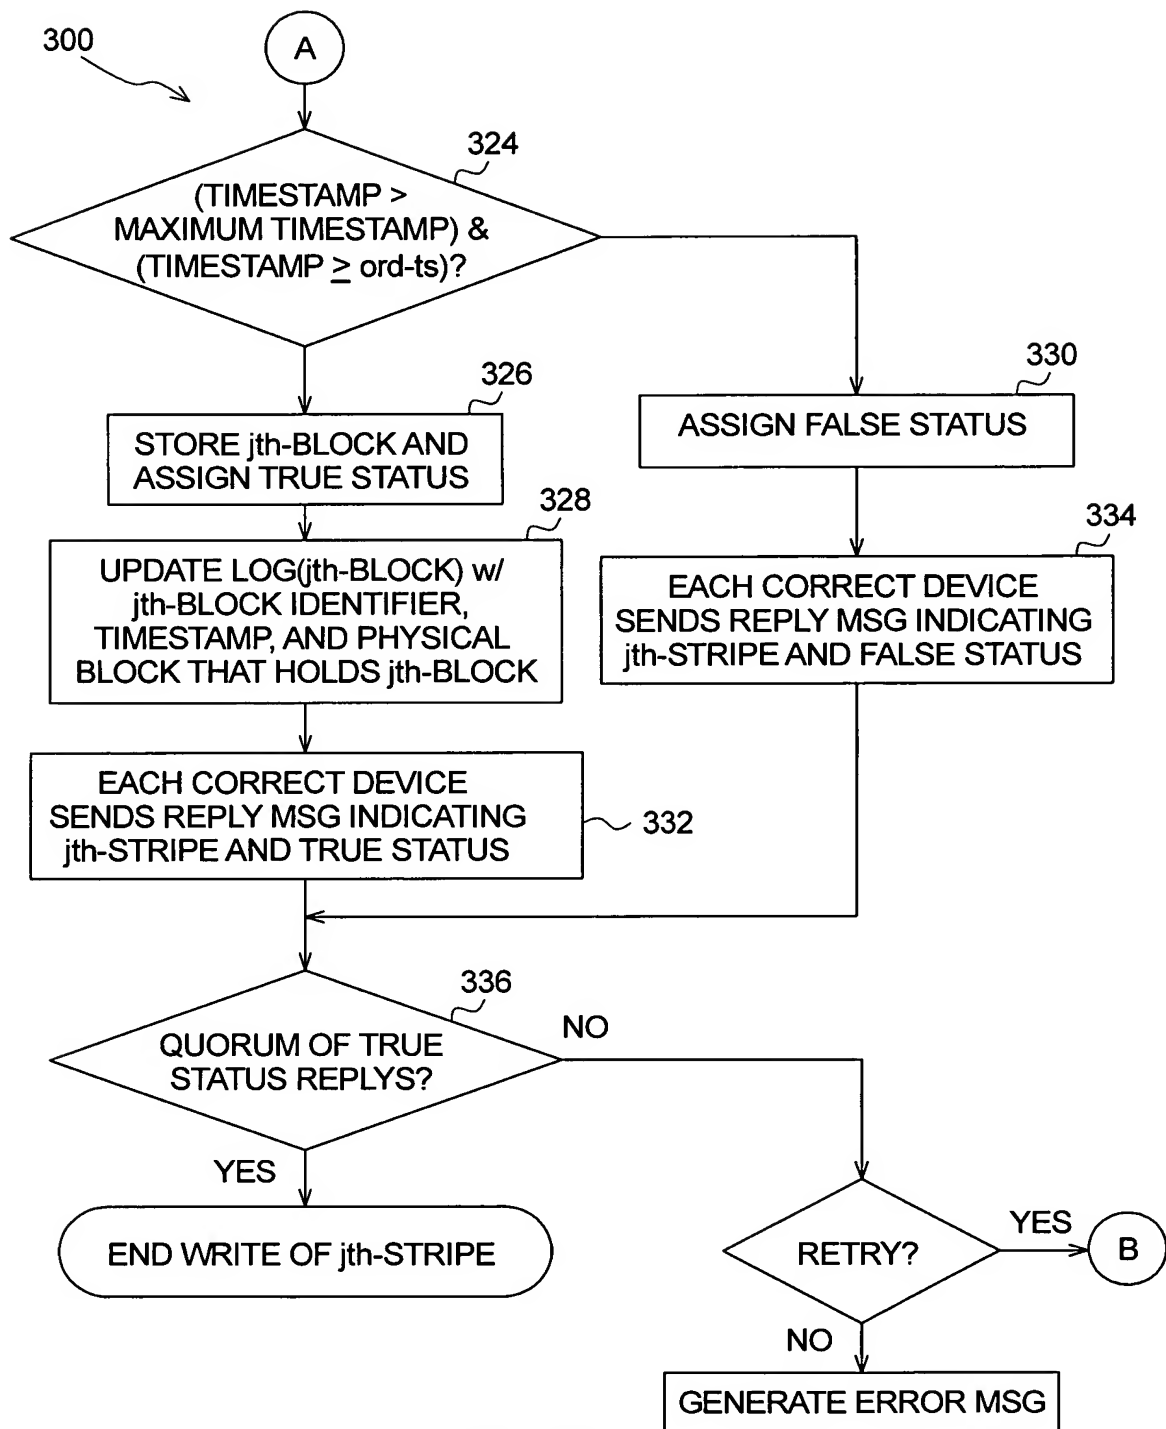 300
A
324
(TIMESTAMP >
MAXIMUM TIMESTAMP) &
(TIMESTAMP ≥ ord-ts)?
326
STORE jth-BLOCK AND
ASSIGN TRUE STATUS
330
ASSIGN FALSE STATUS
328
UPDATE LOG(jth-BLOCK) w/
jth-BLOCK IDENTIFIER,
TIMESTAMP, AND PHYSICAL
BLOCK THAT HOLDS jth-BLOCK
334
EACH CORRECT DEVICE
SENDS REPLY MSG INDICATING
jth-STRIPE AND FALSE STATUS
EACH CORRECT DEVICE
SENDS REPLY MSG INDICATING
jth-STRIPE AND TRUE STATUS
332
336
QUORUM OF TRUE
STATUS REPLYS?
NO
YES
END WRITE OF jth-STRIPE
RETRY?
YES
B
NO
GENERATE ERROR MSG